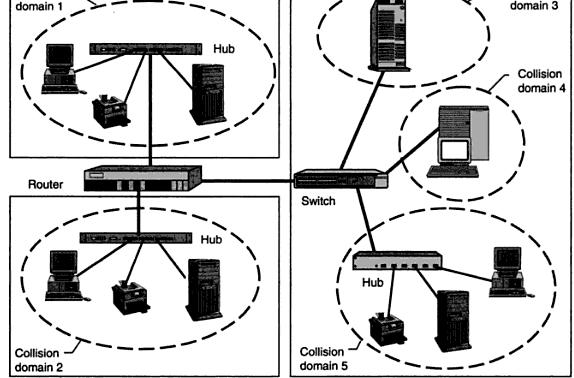 domain 1
domain 3
Hub
Collision
domain 4
Router
Switch
Hub
Hub
Collision
domain 2
Collision
domain 5